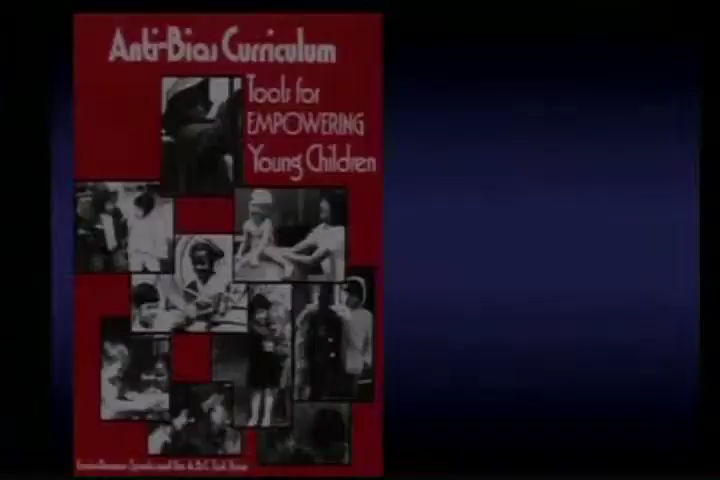 Anti-Bias Curriculum
Tools for
EMPOWERING
Young Children